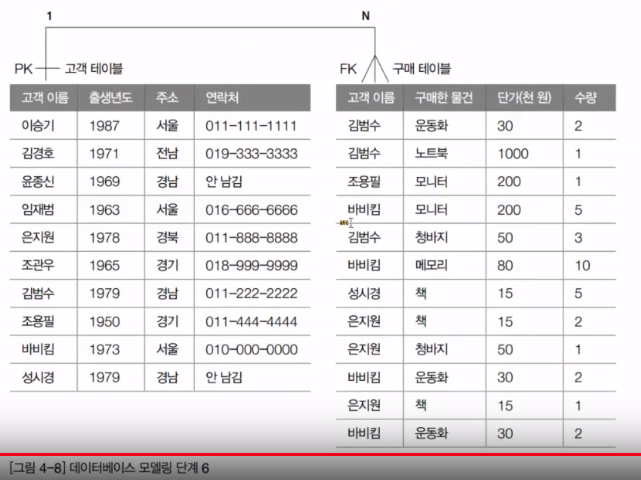 1 N
PK 고객 테이블
고객 이름 출생년도 주소 연락처
이승기 1987 서울 011-111-1111
김경호 1971 전남 019-333-3333
윤종신 1969 경남 안 남김
임재범 1963 서울 016-666-6666
은지원 1978 경북 011-888-8888
조관우 1965 경기 018-999-9999
김범수 1979 경남 011-222-2222
조용필 1950 경기 011-444-4444
바비킴 1973 서울 010-000-0000
성시경 1979 경남 안 남김
FK 구매 테이블
고객 이름 구매한 물건 단가(천 원) 수량
김범수 운동화 30 2
김범수 노트북 1000 1
조용필 모니터 200 1
바비킴 모니터 200 5
김범수 청바지 50 3
바비킴 메모리 80 10
성시경 책 15 5
은지원 책 15 2
은지원 청바지 50 1
바비킴 운동화 30 2
은지원 책 15 1
바비킴 운동화 30 2
[그림 4-8] 데이터베이스 모델링 단계 6